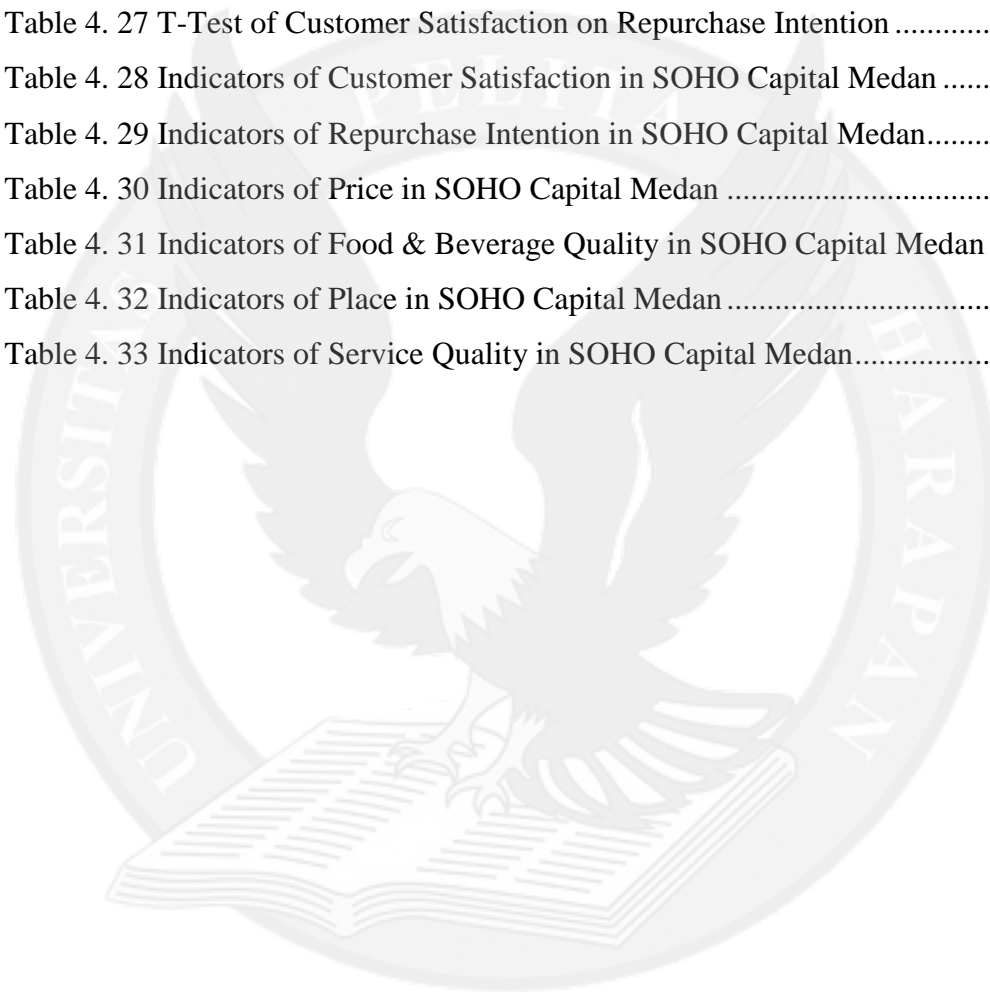 Table 4. 27 T-Test of Customer Satisfaction on Repurchase Intention ............
Table 4. 28 Indicators of Customer Satisfaction in SOHO Capital Medan ......
Table 4. 29 Indicators of Repurchase Intention in SOHO Capital Medan........
Table 4. 30 Indicators of Price in SOHO Capital Medan .................................
Table 4. 31 Indicators of Food & Beverage Quality in SOHO Capital Medan
Table 4. 32 Indicators of Place in SOHO Capital Medan .................................
Table 4. 33 Indicators of Service Quality in SOHO Capital Medan.................
UNIVERSITAS PELITA HARAPAN